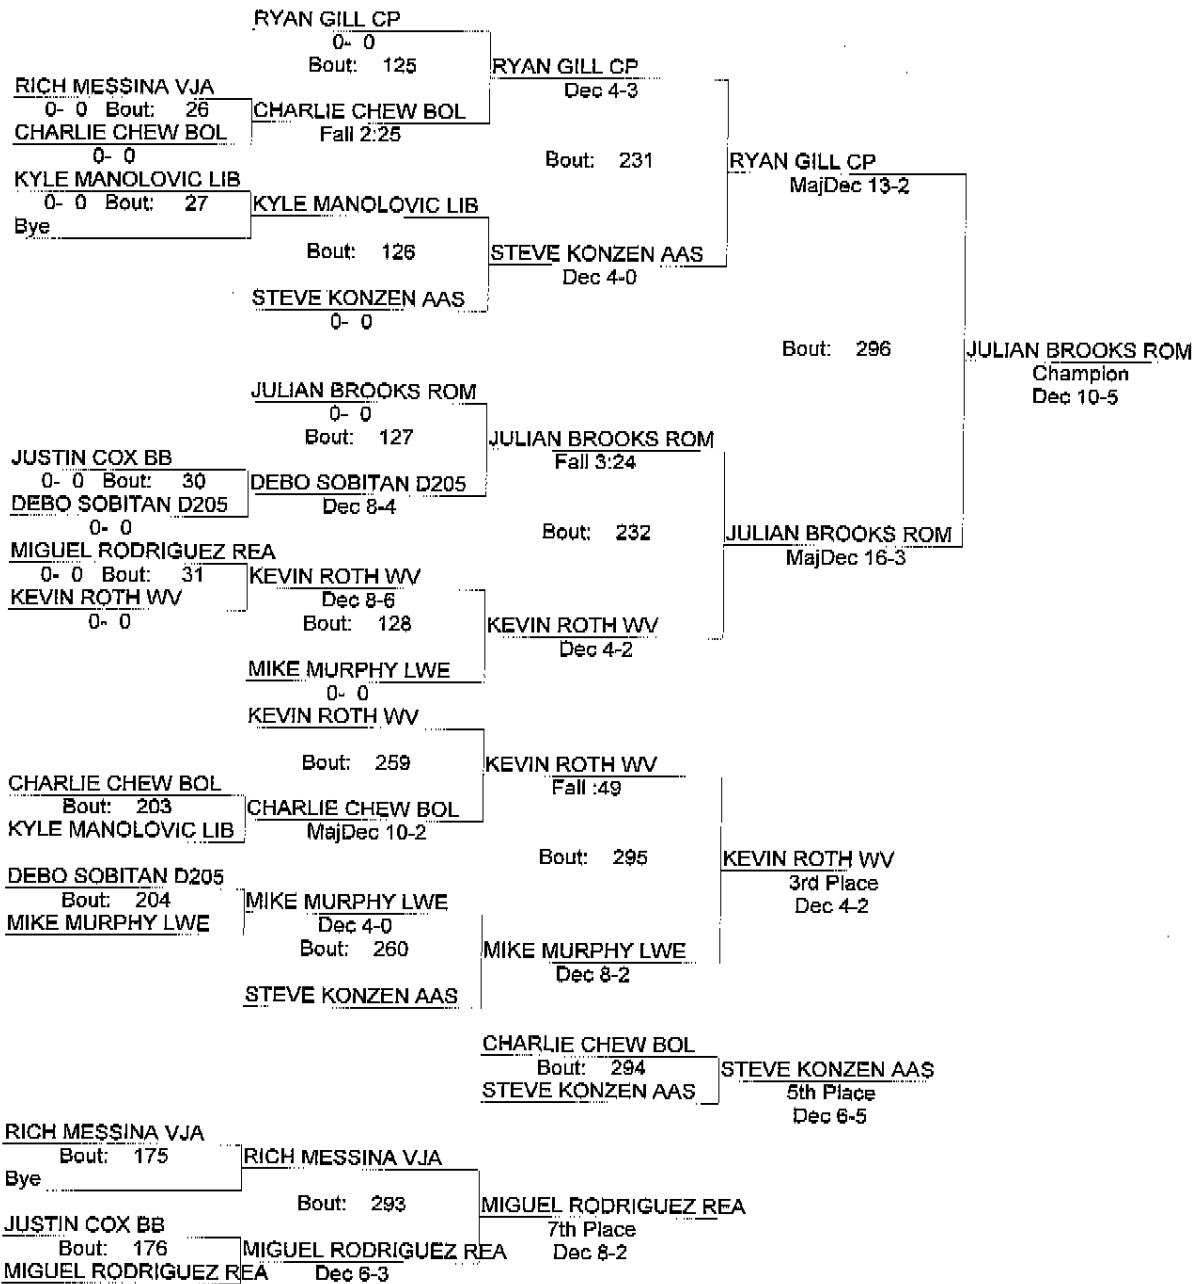 RYAN GILL CP
0- 0
Bout: 125
RYAN GILL CP
Dec 4-3
RICH MESSINA VJA
0- 0 Bout: 26
CHARLIE CHEW BOL
Fall 2:25
CHARLIE CHEW BOL
0- 0
Bout: 231
RYAN GILL CP
MajDec 13-2
KYLE MANOLOVIC LIB
0- 0 Bout: 27
KYLE MANOLOVIC LIB
Bye
Bout: 126
STEVE KONZEN AAS
Dec 4-0
STEVE KONZEN AAS
0- 0
Bout: 296
JULIAN BROOKS ROM
Champion
Dec 10-5
JULIAN BROOKS ROM
0- 0
Bout: 127
JULIAN BROOKS ROM
Fall 3:24
JUSTIN COX BB
0- 0 Bout: 30
DEBO SOBITAN D205
Dec 8-4
DEBO SOBITAN D205
0- 0
Bout: 232
JULIAN BROOKS ROM
MajDec 16-3
MIGUEL RODRIGUEZ REA
0- 0 Bout: 31
KEVIN ROTH WV
Dec 8-6
KEVIN ROTH WV
0- 0
Bout: 128
KEVIN ROTH WV
Dec 4-2
MIKE MURPHY LWE
0- 0
KEVIN ROTH WV
Bout: 259
KEVIN ROTH WV
Fall :49
CHARLIE CHEW BOL
Bout: 203
CHARLIE CHEW BOL
MajDec 10-2
KYLE MANOLOVIC LIB
Bout: 295
KEVIN ROTH WV
3rd Place
Dec 4-2
DEBO SOBITAN D205
Bout: 204
MIKE MURPHY LWE
Dec 4-0
MIKE MURPHY LWE
Bout: 260
MIKE MURPHY LWE
Dec 8-2
STEVE KONZEN AAS
CHARLIE CHEW BOL
Bout: 294
STEVE KONZEN AAS
STEVE KONZEN AAS
5th Place
Dec 6-5
RICH MESSINA VJA
Bout: 175
RICH MESSINA VJA
Bye
Bout: 293
MIGUEL RODRIGUEZ REA
7th Place
Dec 8-2
JUSTIN COX BB
Bout: 176
MIGUEL RODRIGUEZ REA
Dec 6-3
MIGUEL RODRIGUEZ REA